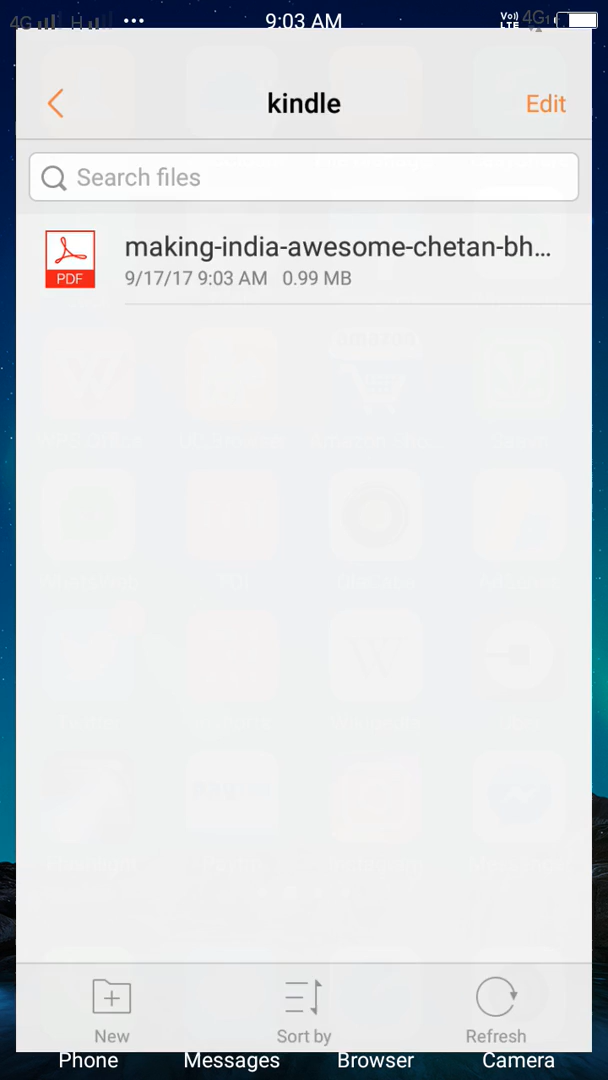 4G H ... 9:03 AM Vo)) LTE 4G
kindle
Edit
Search files
PDF
making-india-awesome-chetan-bh...
9/17/17 9:03 AM 0.99 MB
New
Sort by
Refresh
Phone
Messages
Browser
Camera